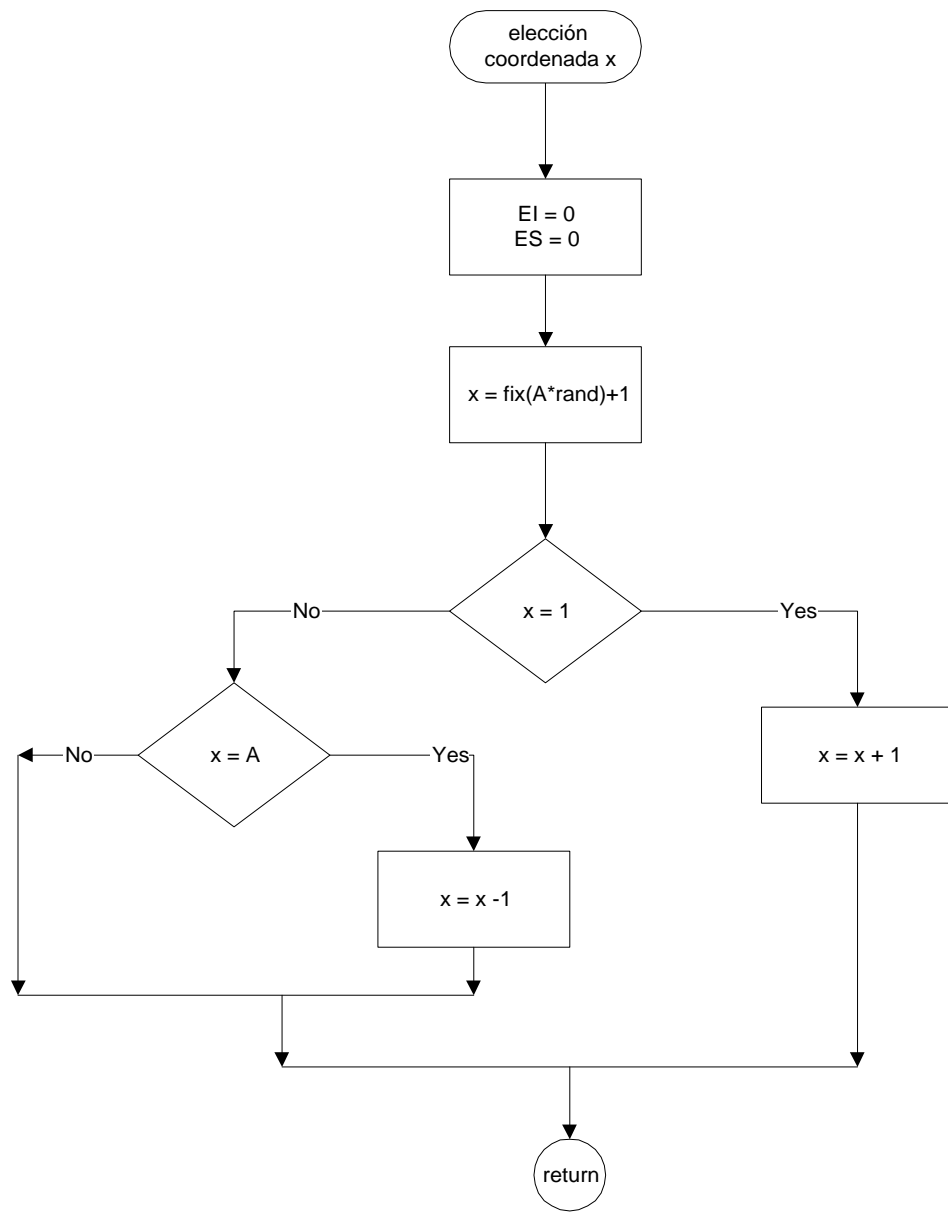 elección
coordenada x
EI = 0
ES = 0
x = fix(A*rand)+1
x = 1
No
Yes
x = A
No
Yes
x = x + 1
x = x -1
return